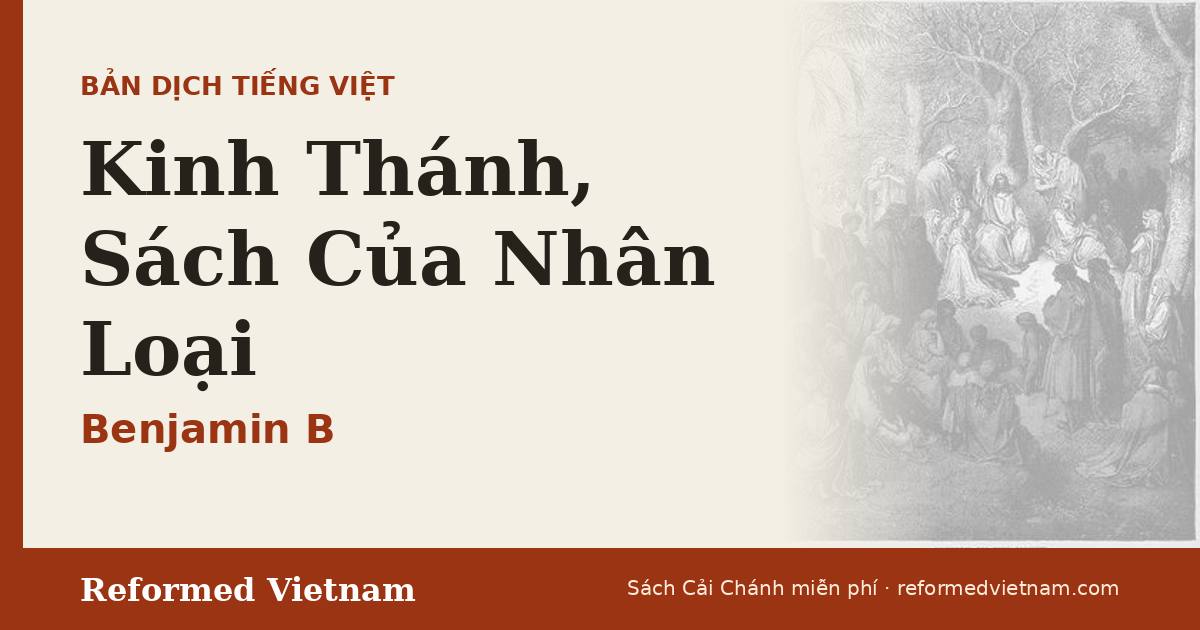 BẢN DỊCH TIẾNG VIỆT
Kinh Thánh,
Sách Của Nhân
Loại
Benjamin B
Reformed Vietnam
Sách Cải Chánh miễn phí · reformedvietnam.com